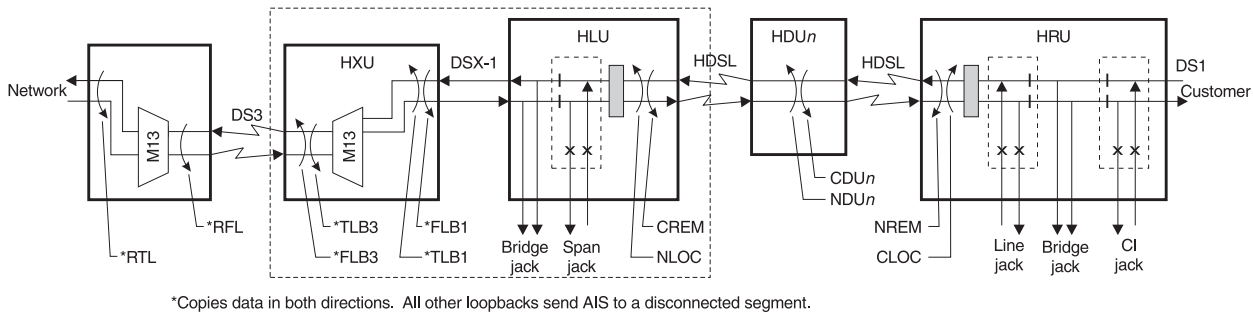 HXU
HLU
HDUn
HRU
DSX-1
HDSL
HDSL
DS1
Network
Customer
DS3
M13
M13
CDUn
NDUn
*RFL
*TLB3
*FLB1
CREM
NREM
*RTL
*FLB3
*TLB1
Bridge
jack
Span
jack
NLOC
CLOC
Line
jack
Bridge
jack
CI
jack
*Copies data in both directions. All other loopbacks send AIS to a disconnected segment.